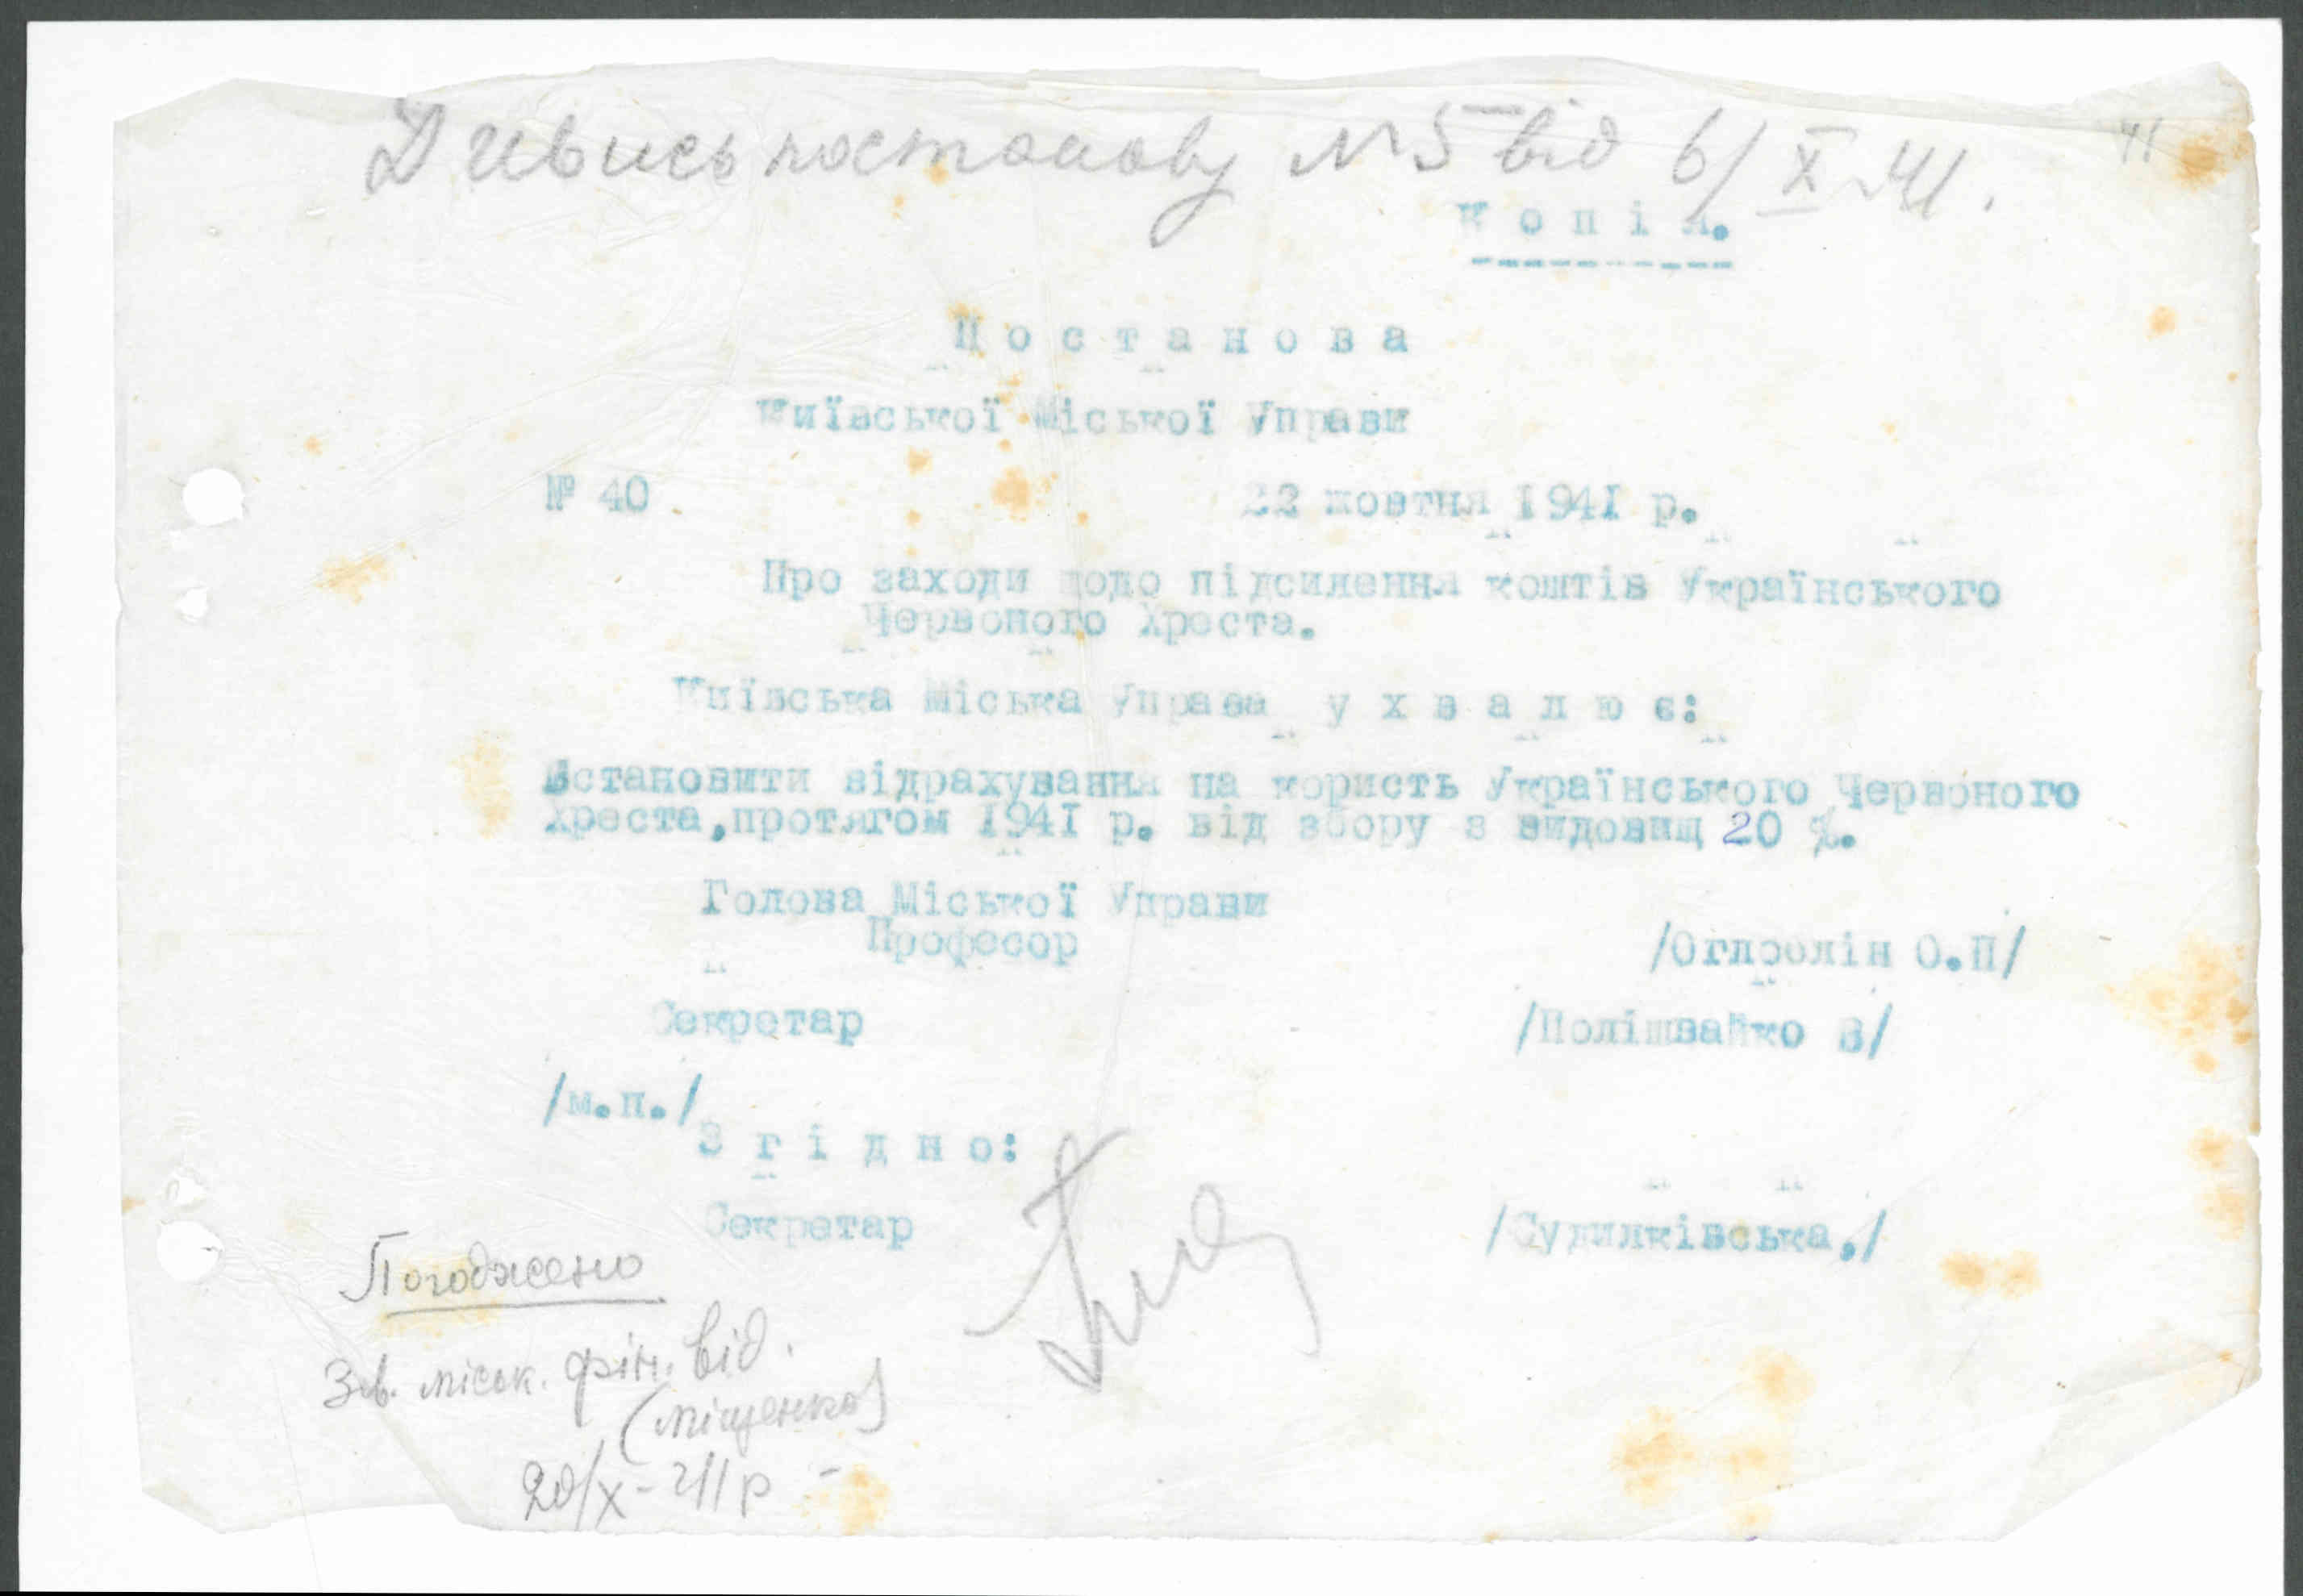 Дивись постанову №5 від 6/X 41.
41
Копія.
Постанова
Київської Міської Управи
№ 40. 22 жовтня 1941 р.
Про заходи щодо підсилення коштів Українського
Червоного Хреста.
Київська Міська Управа ухвалює:
Встановити відрахування на користь Українського Червоного
Хреста, протягом 1941 р. від збору з видовищ 20 %.
Голова Міської Управи
Професор /Оглоблін О.П/
Секретар /Полішвайко В/
/м.п./
Згідно:
Секретар /Судилківська./
Погоджено
Зав. міськ. фін. від.
(Міщенко)
20/X-41 р